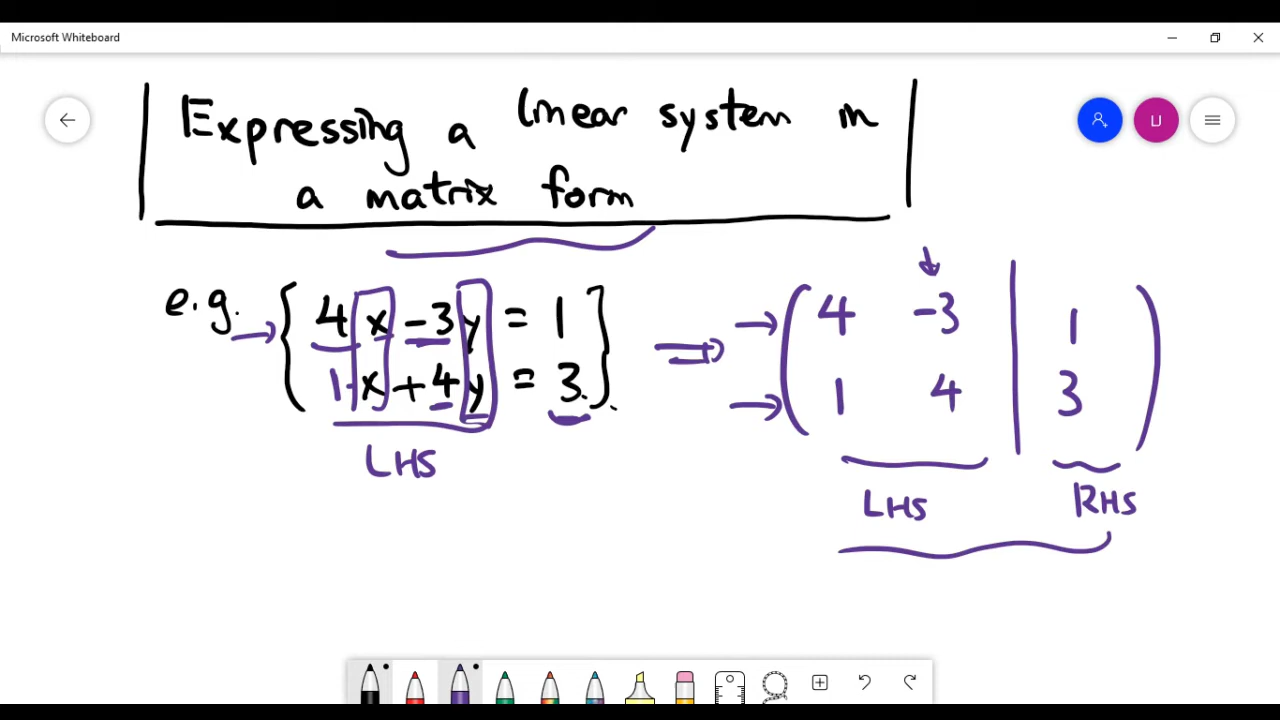 Microsoft Whiteboard
Expressing a linear system in
a matrix form
e.g. → { 4x - 3y = 1
1·x + 4y = 3. }.
LHS
⇒
→ ( 4 -3 | 1
→ 1 4 | 3 )
LHS RHS
U